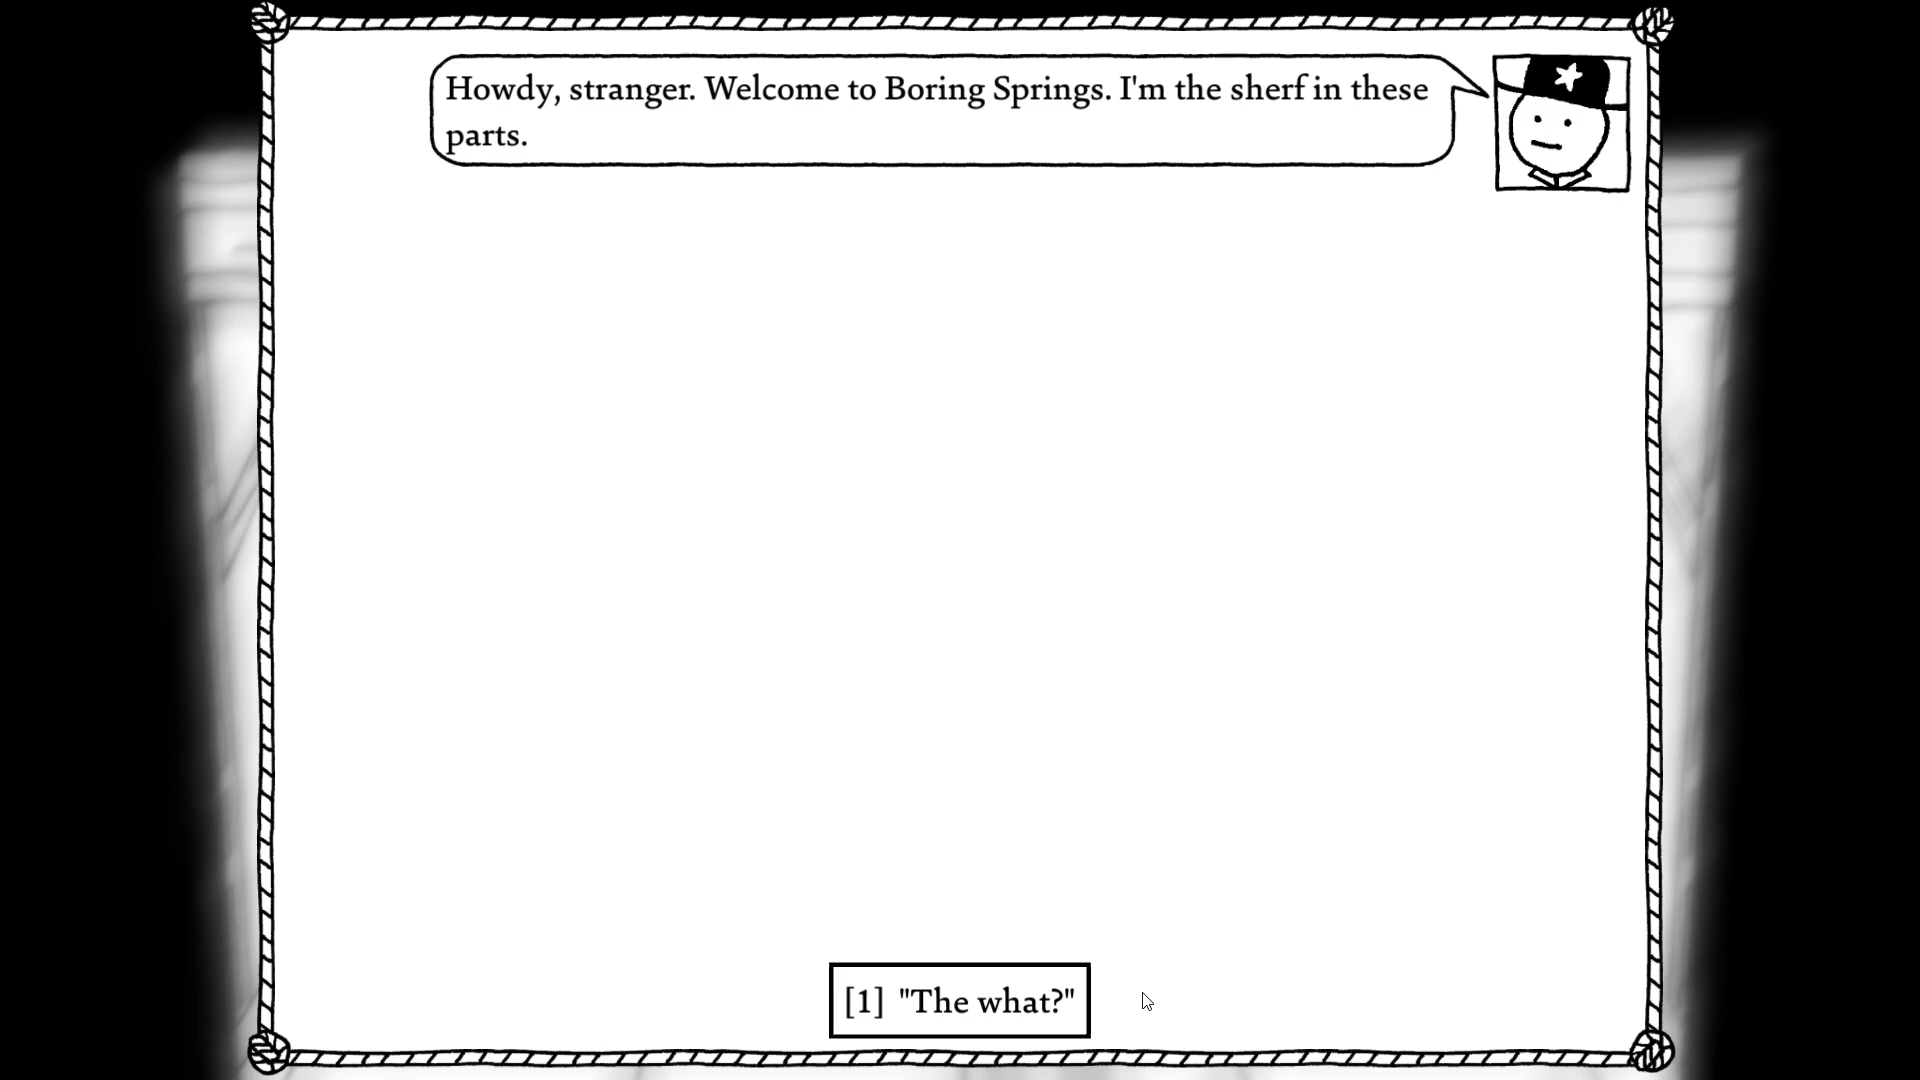 Howdy, stranger. Welcome to Boring Springs. I'm the sherf in these
parts.
[1] "The what?"